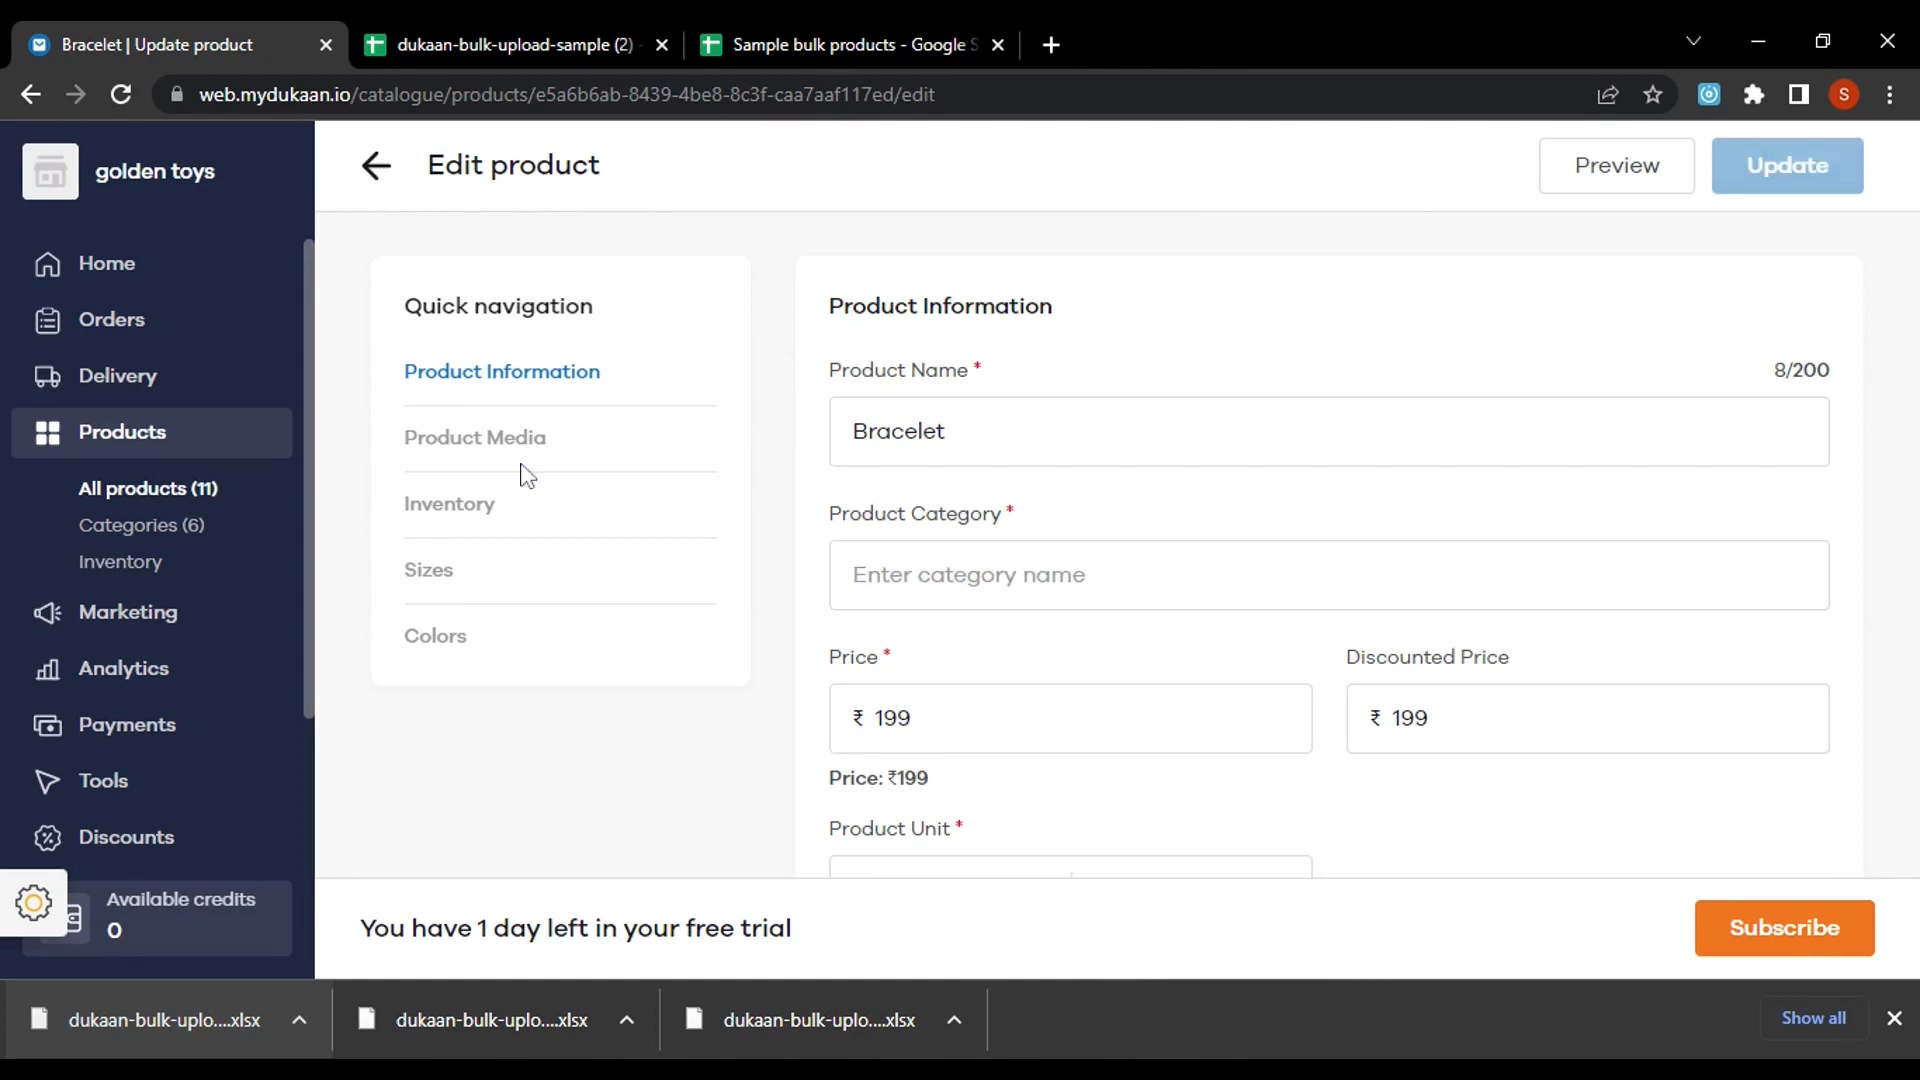 Bracelet | Update product
dukaan-bulk-upload-sample (2)
Sample bulk products - Google S
web.mydukaan.io/catalogue/products/e5a6b6ab-8439-4be8-8c3f-caa7aaf117ed/edit
S
golden toys
Home
Orders
Delivery
Products
All products (11)
Categories (6)
Inventory
Marketing
Analytics
Payments
Tools
Discounts
Available credits
0
Edit product
Preview
Update
Quick navigation
Product Information
Product Media
Inventory
Sizes
Colors
Product Information
Product Name *
8/200
Bracelet
Product Category *
Enter category name
Price *
Discounted Price
₹ 199
₹ 199
Price: ₹199
Product Unit *
You have 1 day left in your free trial
Subscribe
dukaan-bulk-uplo....xlsx
dukaan-bulk-uplo....xlsx
dukaan-bulk-uplo....xlsx
Show all